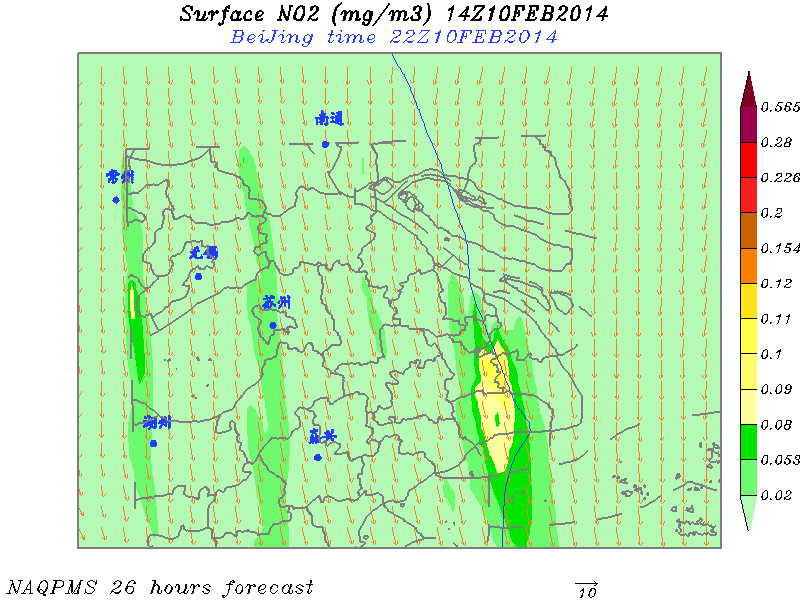 Surface NO2 (mg/m3) 14Z10FEB2014
BeiJing time 22Z10FEB2014
南通
常州
无锡
苏州
湖州
嘉兴
0.565
0.28
0.226
0.2
0.154
0.12
0.11
0.1
0.09
0.08
0.053
0.02
NAQPMS 26 hours forecast
10